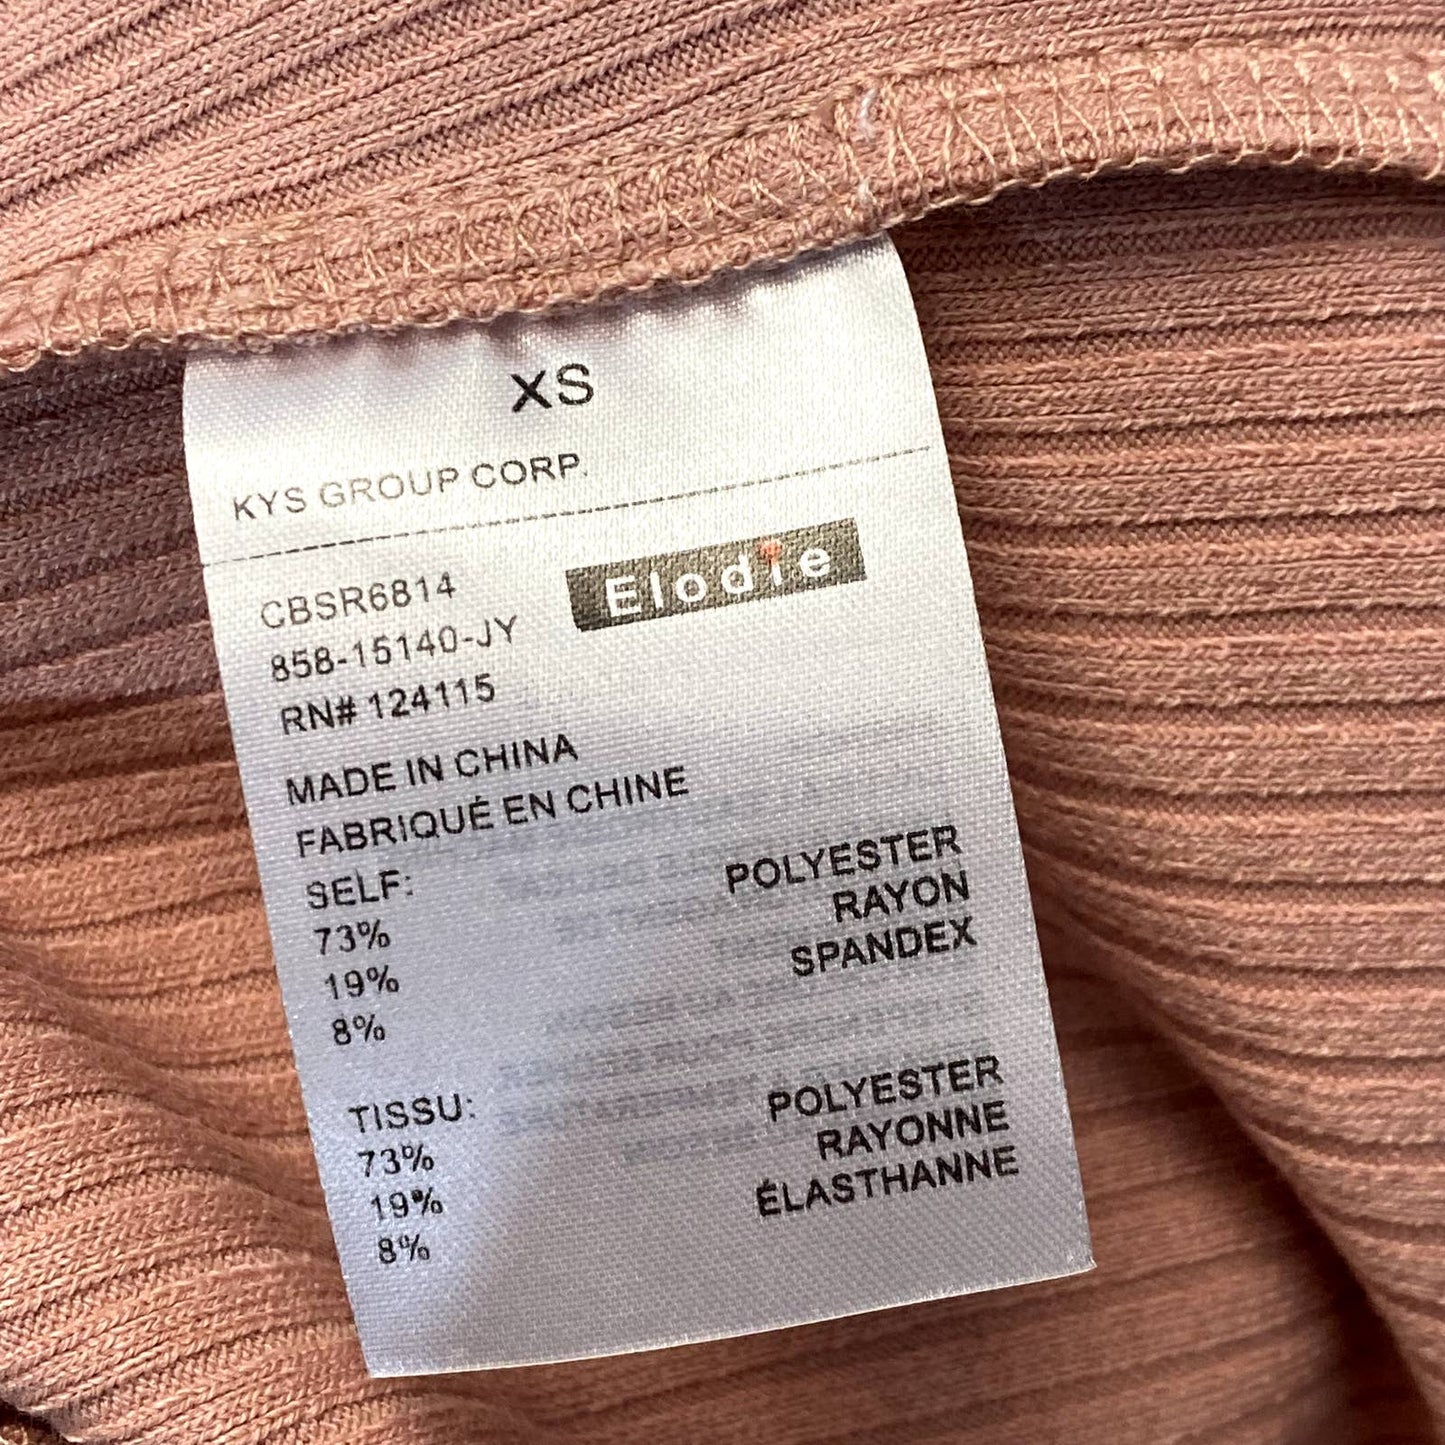 XS
KYS GROUP CORP.
Elodie
CBSR6814
858-15140-JY
RN# 124115
MADE IN CHINA
FABRIQUÉ EN CHINE
SELF:
73% POLYESTER
19% RAYON
8% SPANDEX
TISSU:
73% POLYESTER
19% RAYONNE
8% ÉLASTHANNE